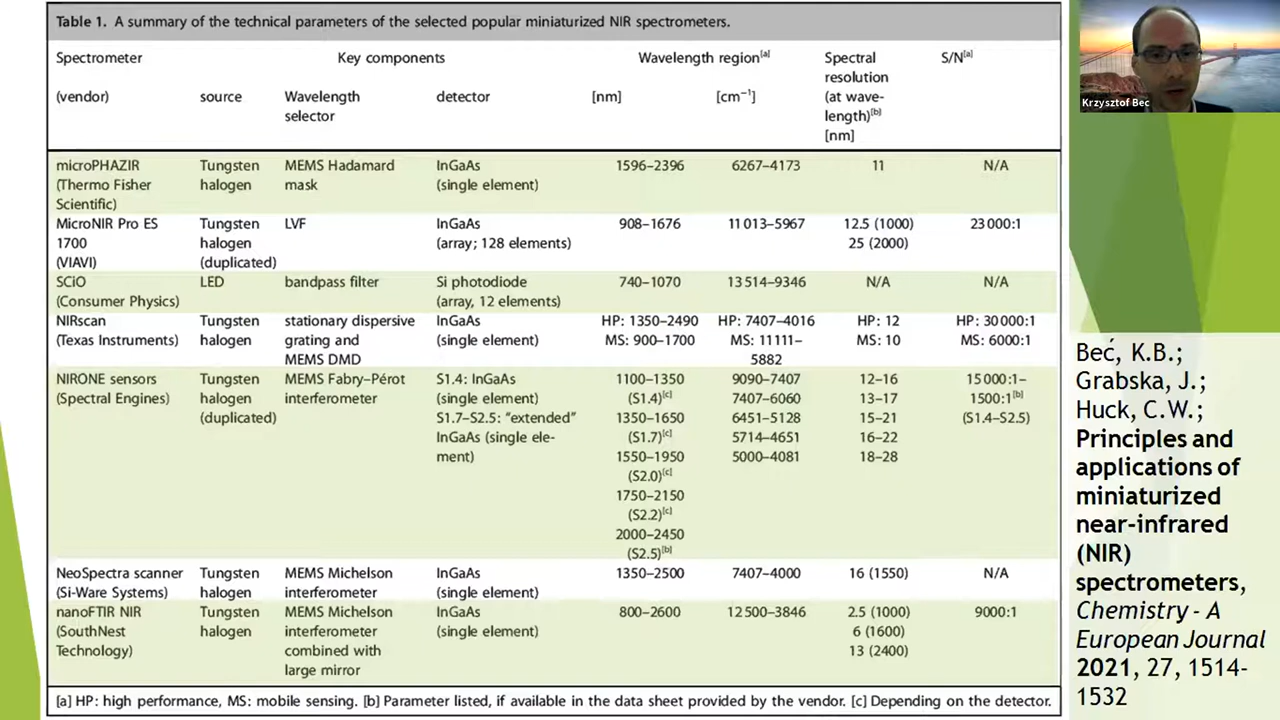 Table 1. A summary of the technical parameters of the selected popular miniaturized NIR spectrometers.
Spectrometer Key components Wavelength region[a] Spectral S/N[a]
resolution
(vendor) source Wavelength detector [nm] [cm−1] (at wave-
selector length)[b]
[nm]
microPHAZIR Tungsten MEMS Hadamard InGaAs 1596–2396 6267–4173 11 N/A
(Thermo Fisher halogen mask (single element)
Scientific)
MicroNIR Pro ES Tungsten LVF InGaAs 908–1676 11 013–5967 12.5 (1000) 23 000:1
1700 halogen (array; 128 elements) 25 (2000)
(VIAVI) (duplicated)
SCiO LED bandpass filter Si photodiode 740–1070 13 514–9346 N/A N/A
(Consumer Physics) (array, 12 elements)
NIRscan Tungsten stationary dispersive InGaAs HP: 1350–2490 HP: 7407–4016 HP: 12 HP: 30 000:1
(Texas Instruments) halogen grating and (single element) MS: 900–1700 MS: 11 111– MS: 10 MS: 6000:1
MEMS DMD 5882
NIRONE sensors Tungsten MEMS Fabry–Pérot S1.4: InGaAs 1100–1350 9090–7407 12–16 15 000:1–
(Spectral Engines) halogen interferometer (single element) (S1.4)[c] 7407–6060 13–17 1500:1[b]
(duplicated) S1.7–S2.5: "extended" 1350–1650 6451–5128 15–21 (S1.4–S2.5)
InGaAs (single ele- (S1.7)[c] 5714–4651 16–22
ment) 1550–1950 5000–4081 18–28
(S2.0)[c]
1750–2150
(S2.2)[c]
2000–2450
(S2.5)[b]
NeoSpectra scanner Tungsten MEMS Michelson InGaAs 1350–2500 7407–4000 16 (1550) N/A
(Si-Ware Systems) halogen interferometer (single element)
nanoFTIR NIR Tungsten MEMS Michelson InGaAs 800–2600 12 500–3846 2.5 (1000) 9000:1
(SouthNest halogen interferometer (single element) 6 (1600)
Technology) combined with 13 (2400)
large mirror
[a] HP: high performance, MS: mobile sensing. [b] Parameter listed, if available in the data sheet provided by the vendor. [c] Depending on the detector.
Krzysztof Bec
Beć, K.B.;
Grabska, J.;
Huck, C.W.;
Principles and
applications of
miniaturized
near-infrared
(NIR)
spectrometers,
Chemistry - A
European Journal
2021, 27, 1514-
1532